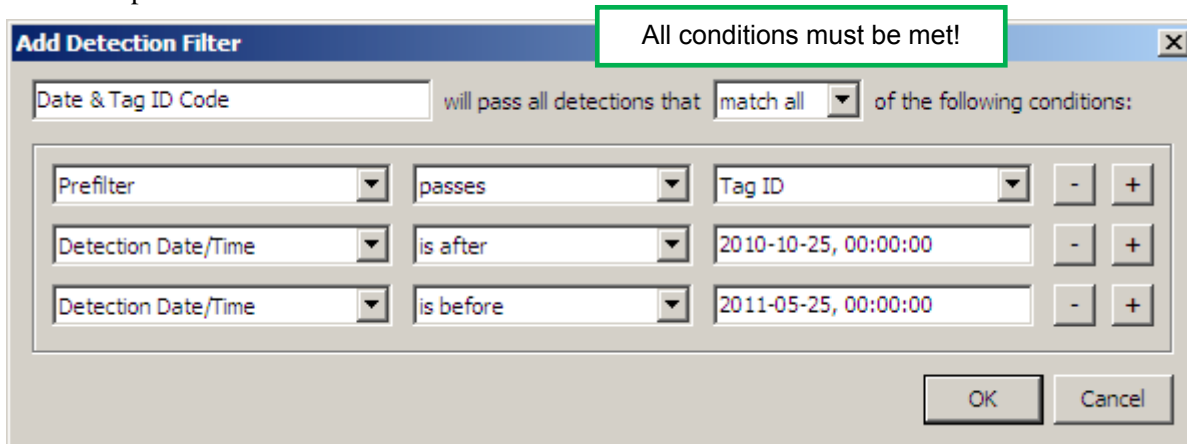 All conditions must be met!
Add Detection Filter
Date & Tag ID Code will pass all detections that match all of the following conditions:
Prefilter passes Tag ID - +
Detection Date/Time is after 2010-10-25, 00:00:00 - +
Detection Date/Time is before 2011-05-25, 00:00:00 - +
OK Cancel